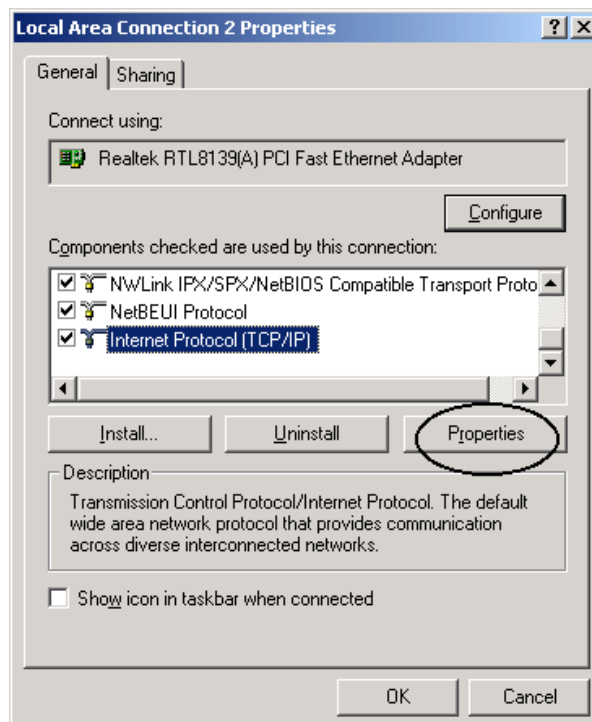 Local Area Connection 2 Properties
General
Sharing
Connect using:
Realtek RTL8139(A) PCI Fast Ethernet Adapter
Configure
Components checked are used by this connection:
NWLink IPX/SPX/NetBIOS Compatible Transport Proto
NetBEUI Protocol
Internet Protocol (TCP/IP)
Install...
Uninstall
Properties
Description
Transmission Control Protocol/Internet Protocol. The default
wide area network protocol that provides communication
across diverse interconnected networks.
Show icon in taskbar when connected
OK
Cancel